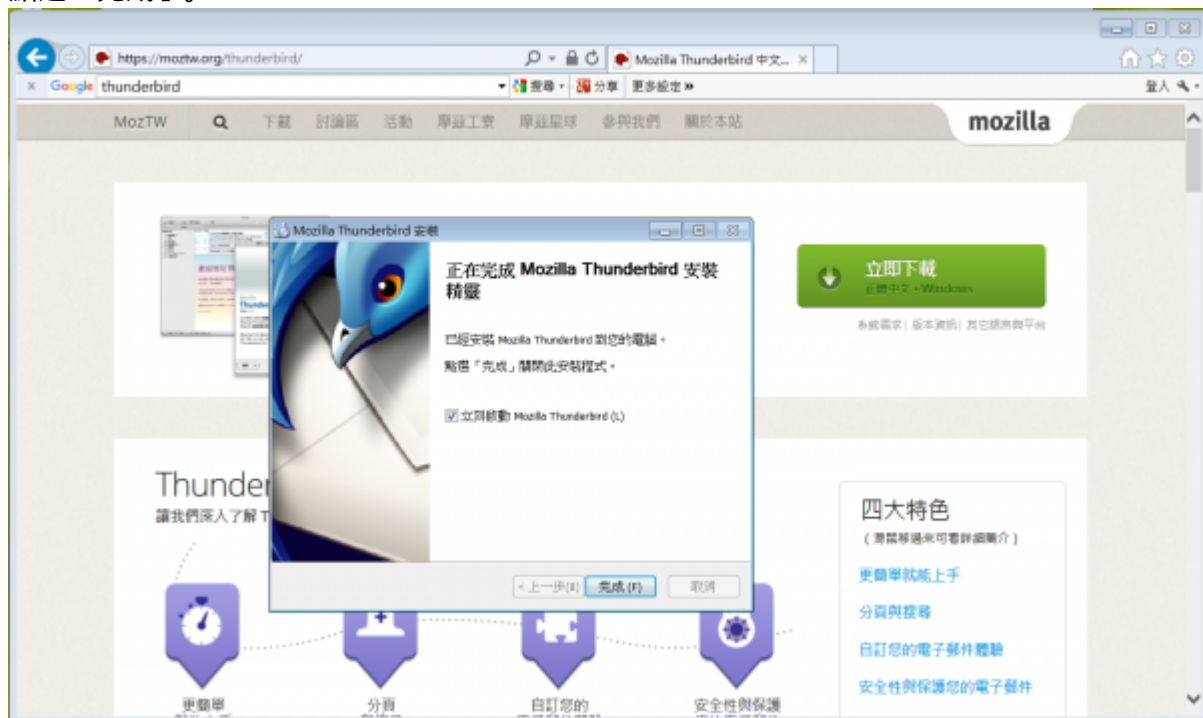 https://moztw.org/thunderbird/
Mozilla Thunderbird 中文...
Google thunderbird
搜尋
分享
更多設定
登入
MozTW
下載
討論區
活動
摩茲工寮
摩茲星球
參與我們
關於本站
mozilla
Mozilla Thunderbird 安裝
正在完成 Mozilla Thunderbird 安裝
精靈
已經安裝 Mozilla Thunderbird 到您的電腦。
點選「完成」關閉此安裝程式。
立刻啟動 Mozilla Thunderbird (L)
<上一步(B)
完成(F)
取消
立即下載
正體中文 • Windows
系統需求 | 版本資訊 | 其它語言與平台
Thunder
讓我們深入了解 T
四大特色
（滑鼠移過來可看詳細簡介）
更簡單就能上手
分頁與搜尋
自訂您的電子郵件體驗
安全性與保護您的電子郵件
更簡單
分頁
自訂您的
安全性與保護